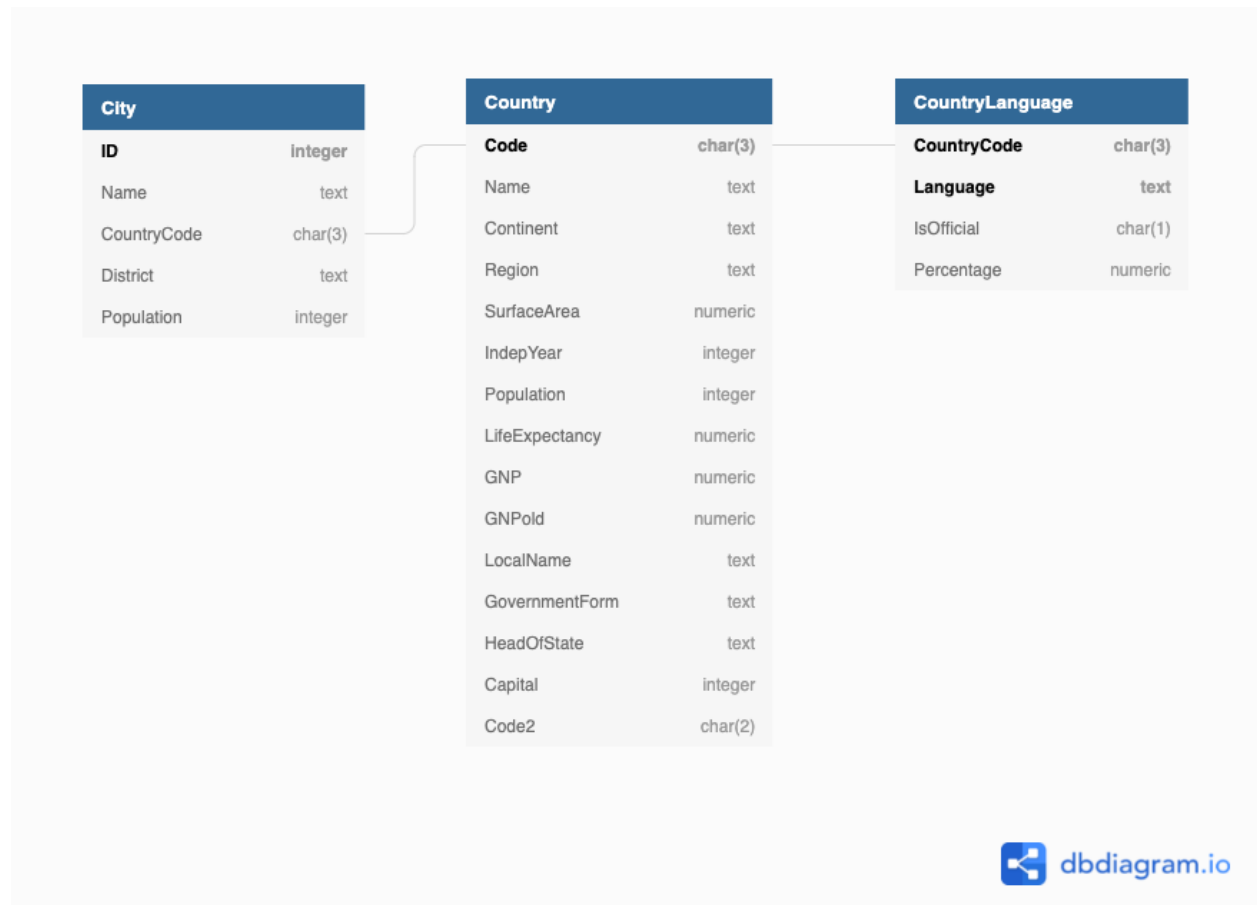 City
ID integer
Name text
CountryCode char(3)
District text
Population integer
Country
Code char(3)
Name text
Continent text
Region text
SurfaceArea numeric
IndepYear integer
Population integer
LifeExpectancy numeric
GNP numeric
GNPold numeric
LocalName text
GovernmentForm text
HeadOfState text
Capital integer
Code2 char(2)
CountryLanguage
CountryCode char(3)
Language text
IsOfficial char(1)
Percentage numeric
dbdiagram.io